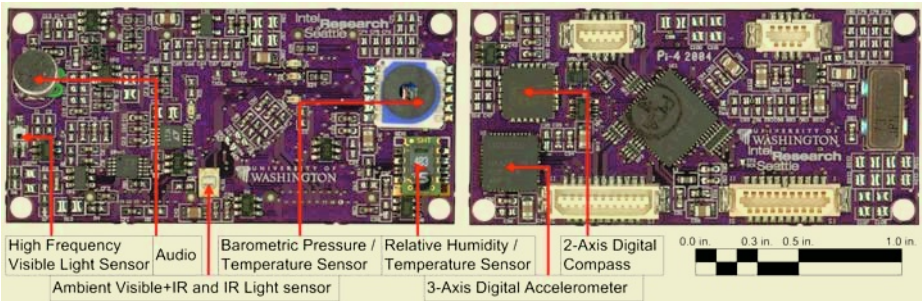 Intel
Research
Seattle
SHT
UNIVERSITY OF
WASHINGTON
Pi-4 2004
UNIVERSITY OF
WASHINGTON
Intel
Research
Seattle
High Frequency
Visible Light Sensor
Audio
Barometric Pressure /
Temperature Sensor
Relative Humidity /
Temperature Sensor
2-Axis Digital
Compass
Ambient Visible+IR and IR Light sensor
3-Axis Digital Accelerometer
0.0 in. 0.3 in. 0.5 in. 1.0 in.